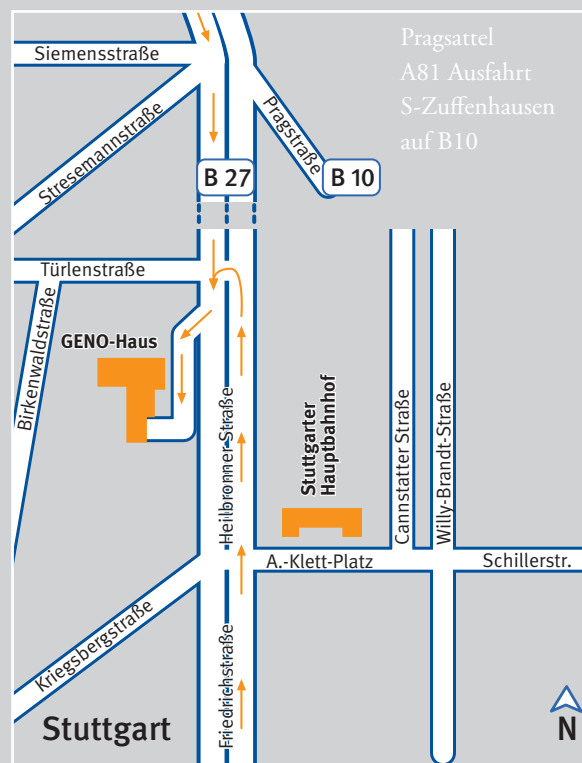 Siemensstraße
Pragsattel
A81 Ausfahrt
S-Zuffenhausen
auf B10
Stresemannstraße
Pragstraße
B 27
B 10
Türlenstraße
Birkenwaldstraße
GENO-Haus
Heilbronner Straße
Stuttgarter
Hauptbahnhof
Cannstatter Straße
Willy-Brandt-Straße
A.-Klett-Platz
Schillerstr.
Kriegsbergstraße
Friedrichstraße
Stuttgart
N